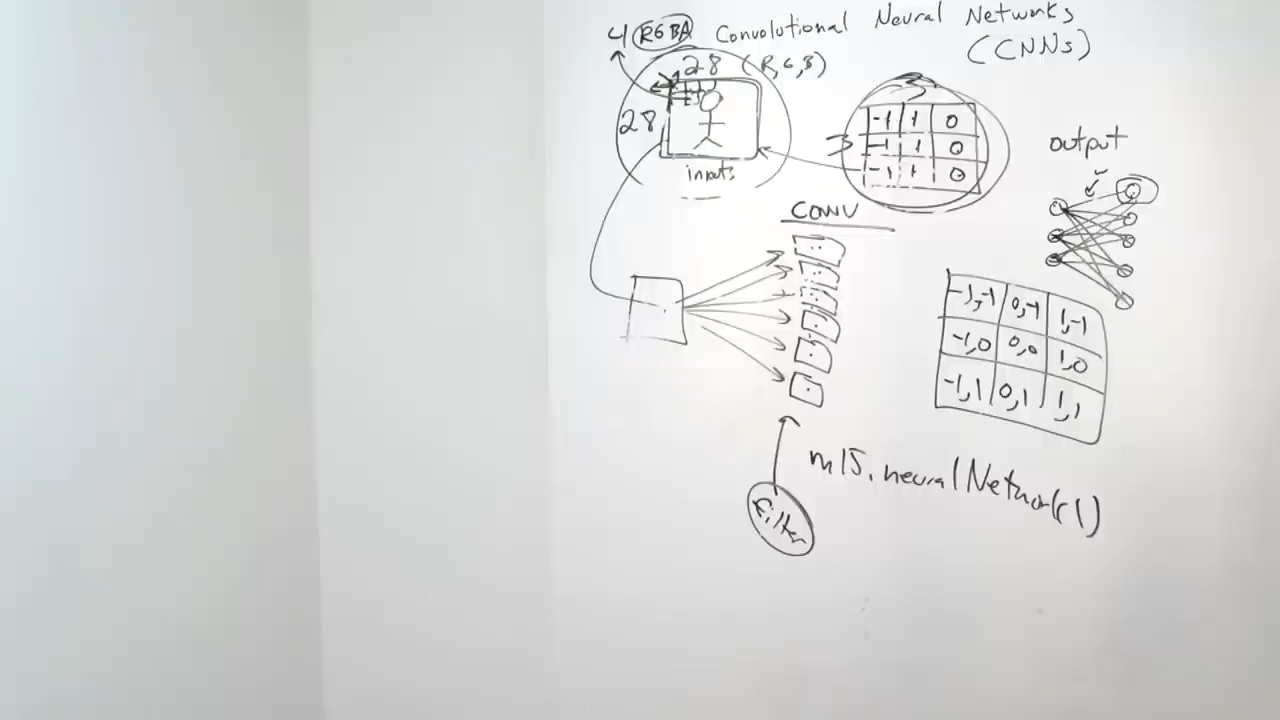 4 RGBA Convolutional Neural Networks
(CNNs)
28 (R,G,B)
28
inputs
3
3
-1 1 0
-1 1 0
-1 1 0
output
CONV
-1,-1 0,-1 1,-1
-1,0 0,0 1,0
-1,1 0,1 1,1
ml5.neuralNetwork()
Filter